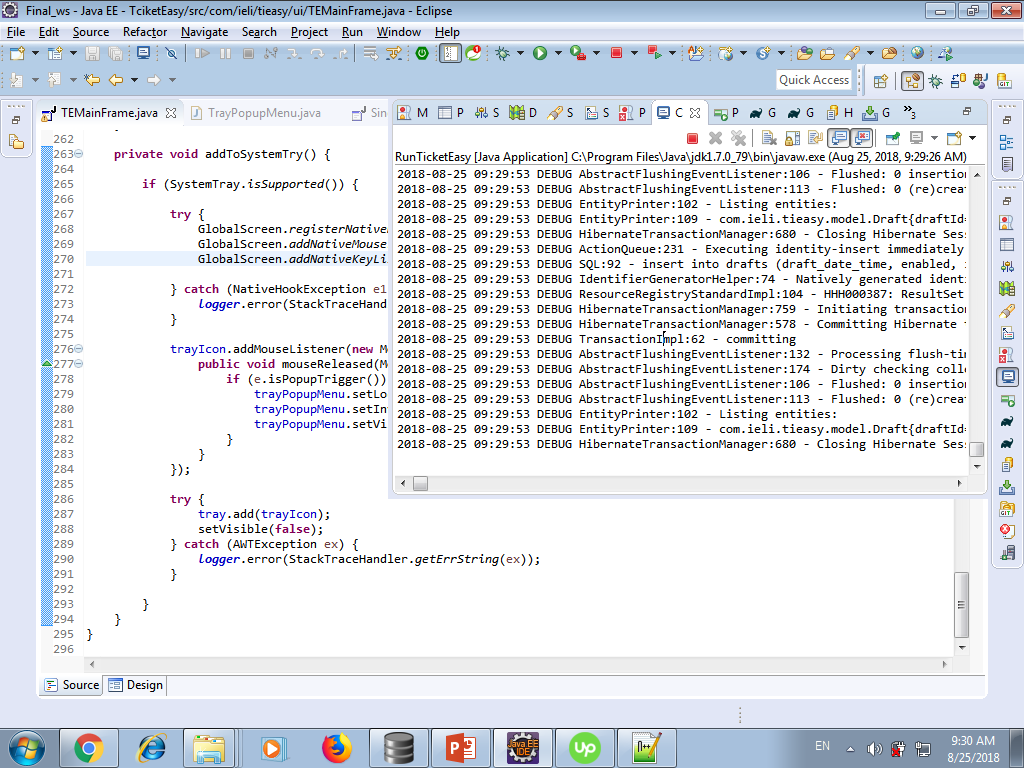 Final_ws - Java EE - TciketEasy/src/com/ieli/tieasy/ui/TEMainFrame.java - Eclipse
File Edit Source Refactor Navigate Search Project Run Window Help
Quick Access
TEMainFrame.java TrayPopupMenu.java Sin
M P S D S S P C P G G H G
RunTicketEasy [Java Application] C:\Program Files\Java\jdk1.7.0_79\bin\javaw.exe (Aug 25, 2018, 9:29:26 AM)
2018-08-25 09:29:53 DEBUG AbstractFlushingEventListener:106 - Flushed: 0 insertion
2018-08-25 09:29:53 DEBUG AbstractFlushingEventListener:113 - Flushed: 0 (re)creat
2018-08-25 09:29:53 DEBUG EntityPrinter:102 - Listing entities:
2018-08-25 09:29:53 DEBUG EntityPrinter:109 - com.ieli.tieasy.model.Draft{draftId=
2018-08-25 09:29:53 DEBUG HibernateTransactionManager:680 - Closing Hibernate Sess
2018-08-25 09:29:53 DEBUG ActionQueue:231 - Executing identity-insert immediately
2018-08-25 09:29:53 DEBUG SQL:92 - insert into drafts (draft_date_time, enabled, i
2018-08-25 09:29:53 DEBUG IdentifierGeneratorHelper:74 - Natively generated identi
2018-08-25 09:29:53 DEBUG ResourceRegistryStandardImpl:104 - HHH000387: ResultSet
2018-08-25 09:29:53 DEBUG HibernateTransactionManager:759 - Initiating transaction
2018-08-25 09:29:53 DEBUG HibernateTransactionManager:578 - Committing Hibernate t
2018-08-25 09:29:53 DEBUG TransactionImpl:62 - committing
2018-08-25 09:29:53 DEBUG AbstractFlushingEventListener:132 - Processing flush-tim
2018-08-25 09:29:53 DEBUG AbstractFlushingEventListener:174 - Dirty checking colle
2018-08-25 09:29:53 DEBUG AbstractFlushingEventListener:106 - Flushed: 0 insertion
2018-08-25 09:29:53 DEBUG AbstractFlushingEventListener:113 - Flushed: 0 (re)creat
2018-08-25 09:29:53 DEBUG EntityPrinter:102 - Listing entities:
2018-08-25 09:29:53 DEBUG EntityPrinter:109 - com.ieli.tieasy.model.Draft{draftId=
2018-08-25 09:29:53 DEBUG HibernateTransactionManager:680 - Closing Hibernate Sess
262
263 private void addToSystemTry() {
264
265 if (SystemTray.isSupported()) {
266
267 try {
268 GlobalScreen.registerNative
269 GlobalScreen.addNativeMouse
270 GlobalScreen.addNativeKeyLi
271
272 } catch (NativeHookException e1
273 logger.error(StackTraceHand
274 }
275
276 trayIcon.addMouseListener(new M
277 public void mouseReleased(M
278 if (e.isPopupTrigger())
279 trayPopupMenu.setLo
280 trayPopupMenu.setIn
281 trayPopupMenu.setVi
282 }
283 }
284 });
285
286 try {
287 tray.add(trayIcon);
288 setVisible(false);
289 } catch (AWTException ex) {
290 logger.error(StackTraceHandler.getErrString(ex));
291 }
292
293 }
294 }
295 }
296
Source Design
EN
9:30 AM
8/25/2018